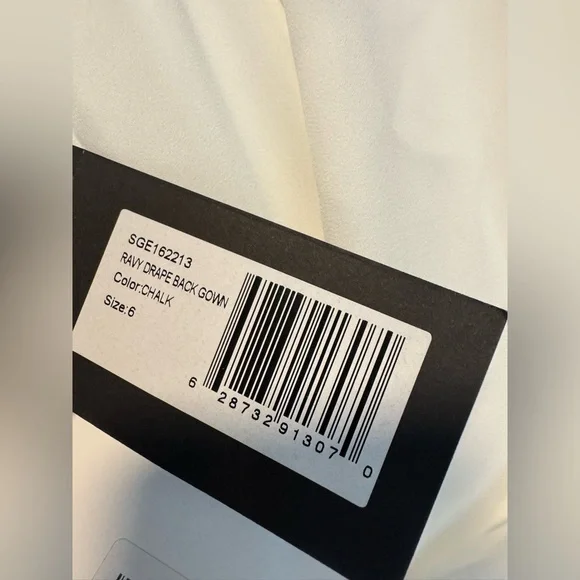 SGE162213
RAVY DRAPE BACK GOWN
Color:CHALK
Size:6
6 28732 91307 0